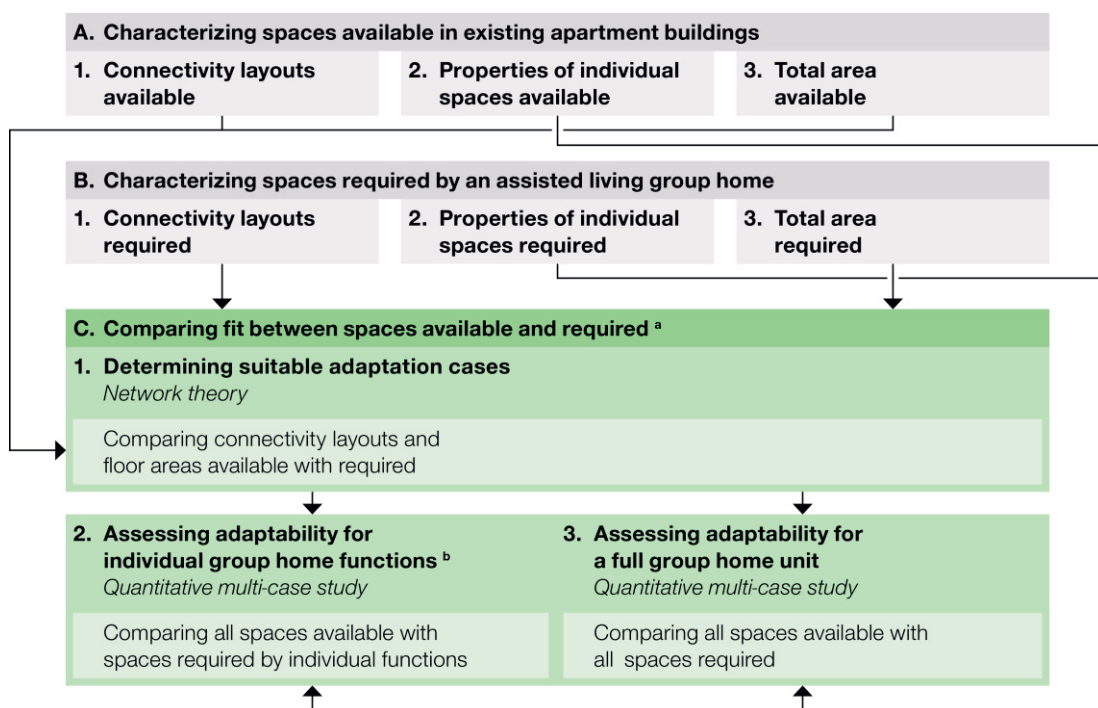 A. Characterizing spaces available in existing apartment buildings
1. Connectivity layouts
available
2. Properties of individual
spaces available
3. Total area
available
B. Characterizing spaces required by an assisted living group home
1. Connectivity layouts
required
2. Properties of individual
spaces required
3. Total area
required
C. Comparing fit between spaces available and required a
1. Determining suitable adaptation cases
Network theory
Comparing connectivity layouts and
floor areas available with required
2. Assessing adaptability for
individual group home functions b
Quantitative multi-case study
Comparing all spaces available with
spaces required by individual functions
3. Assessing adaptability for
a full group home unit
Quantitative multi-case study
Comparing all spaces available with
all spaces required